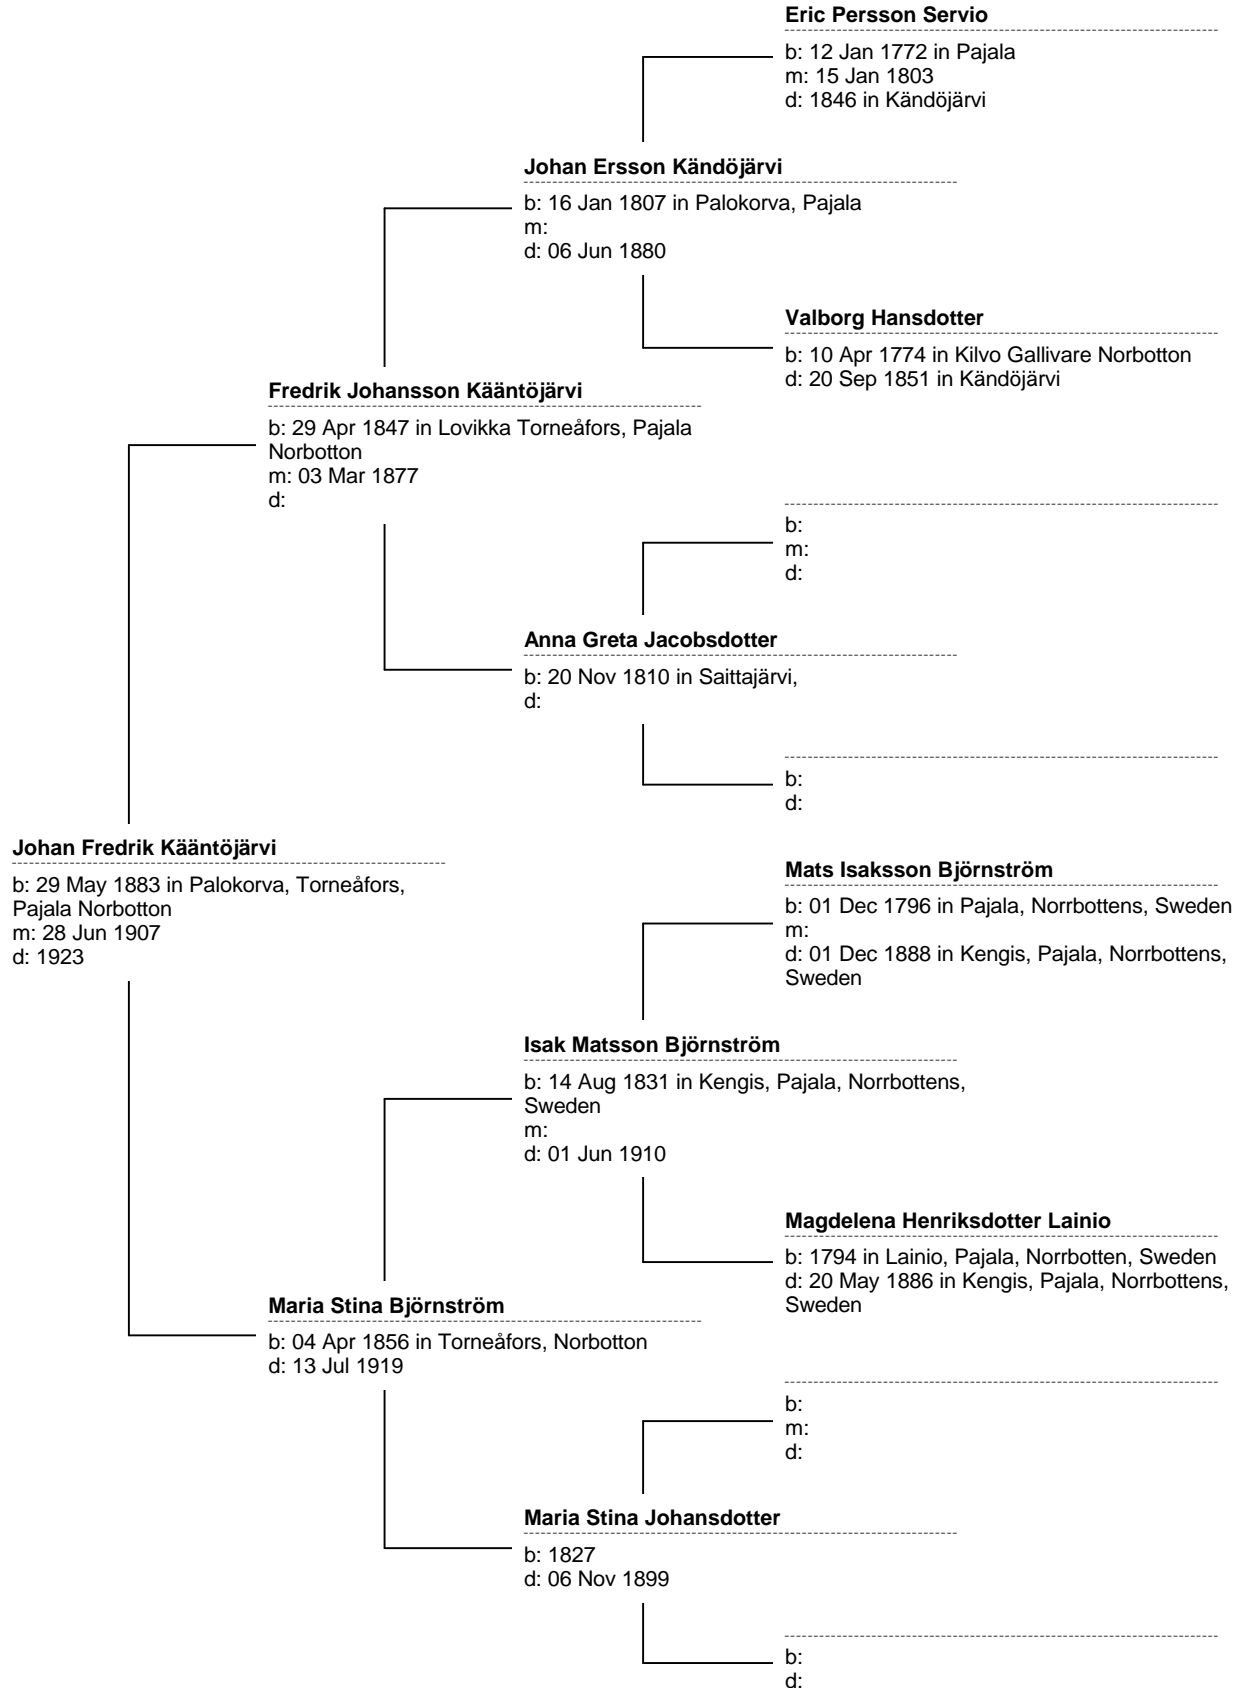 Eric Persson Servio
b: 12 Jan 1772 in Pajala
m: 15 Jan 1803
d: 1846 in Kändöjärvi
Johan Ersson Kändöjärvi
b: 16 Jan 1807 in Palokorva, Pajala
m:
d: 06 Jun 1880
Valborg Hansdotter
b: 10 Apr 1774 in Kilvo Gallivare Norbotton
d: 20 Sep 1851 in Kändöjärvi
Fredrik Johansson Kääntöjärvi
b: 29 Apr 1847 in Lovikka Torneåfors, Pajala
Norbotton
m: 03 Mar 1877
d:
b:
m:
d:
Anna Greta Jacobsdotter
b: 20 Nov 1810 in Saittajärvi,
d:
b:
d:
Johan Fredrik Kääntöjärvi
b: 29 May 1883 in Palokorva, Torneåfors,
Pajala Norbotton
m: 28 Jun 1907
d: 1923
Mats Isaksson Björnström
b: 01 Dec 1796 in Pajala, Norrbottens, Sweden
m:
d: 01 Dec 1888 in Kengis, Pajala, Norrbottens,
Sweden
Isak Matsson Björnström
b: 14 Aug 1831 in Kengis, Pajala, Norrbottens,
Sweden
m:
d: 01 Jun 1910
Magdelena Henriksdotter Lainio
b: 1794 in Lainio, Pajala, Norrbotten, Sweden
d: 20 May 1886 in Kengis, Pajala, Norrbottens,
Sweden
Maria Stina Björnström
b: 04 Apr 1856 in Torneåfors, Norbotton
d: 13 Jul 1919
b:
m:
d:
Maria Stina Johansdotter
b: 1827
d: 06 Nov 1899
b:
d: